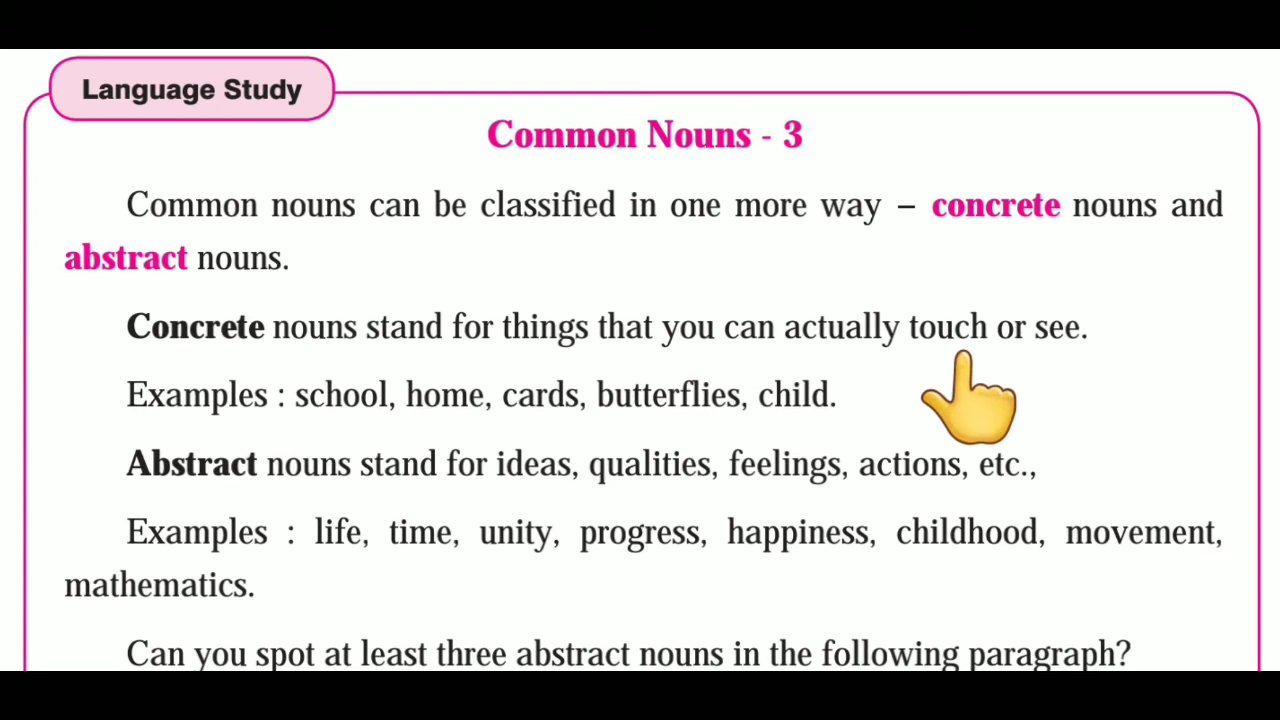 Language Study
Common Nouns - 3
Common nouns can be classified in one more way – concrete nouns and
abstract nouns.
Concrete nouns stand for things that you can actually touch or see.
Examples : school, home, cards, butterflies, child.
Abstract nouns stand for ideas, qualities, feelings, actions, etc.,
Examples : life, time, unity, progress, happiness, childhood, movement,
mathematics.
Can you spot at least three abstract nouns in the following paragraph?